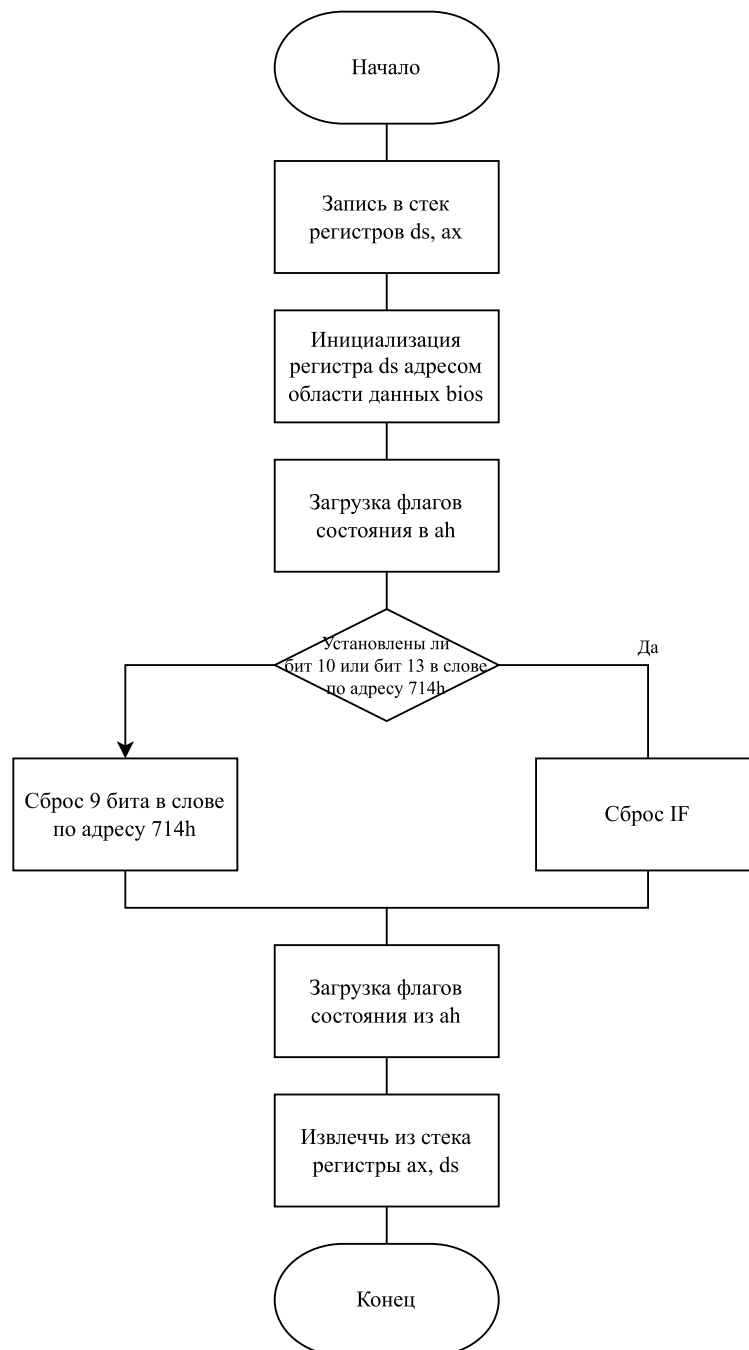 Начало
Запись в стек
регистров ds, ax
Инициализация
регистра ds адресом
области данных bios
Загрузка флагов
состояния в ah
Установлены ли
бит 10 или бит 13 в слове
по адресу 714h
Да
Сброс 9 бита в слове
по адресу 714h
Сброс IF
Загрузка флагов
состояния из ah
Извлеччь из стека
регистры ax, ds
Конец